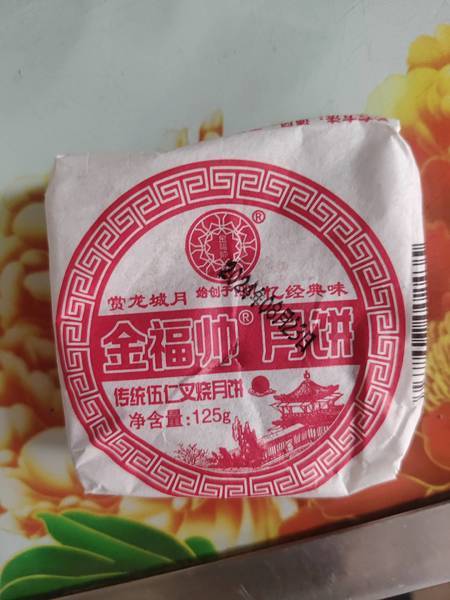 ®
赏龙城月 始创于 忆经典味
金福帅® 月饼
传统伍仁叉烧月饼
净含量:125g